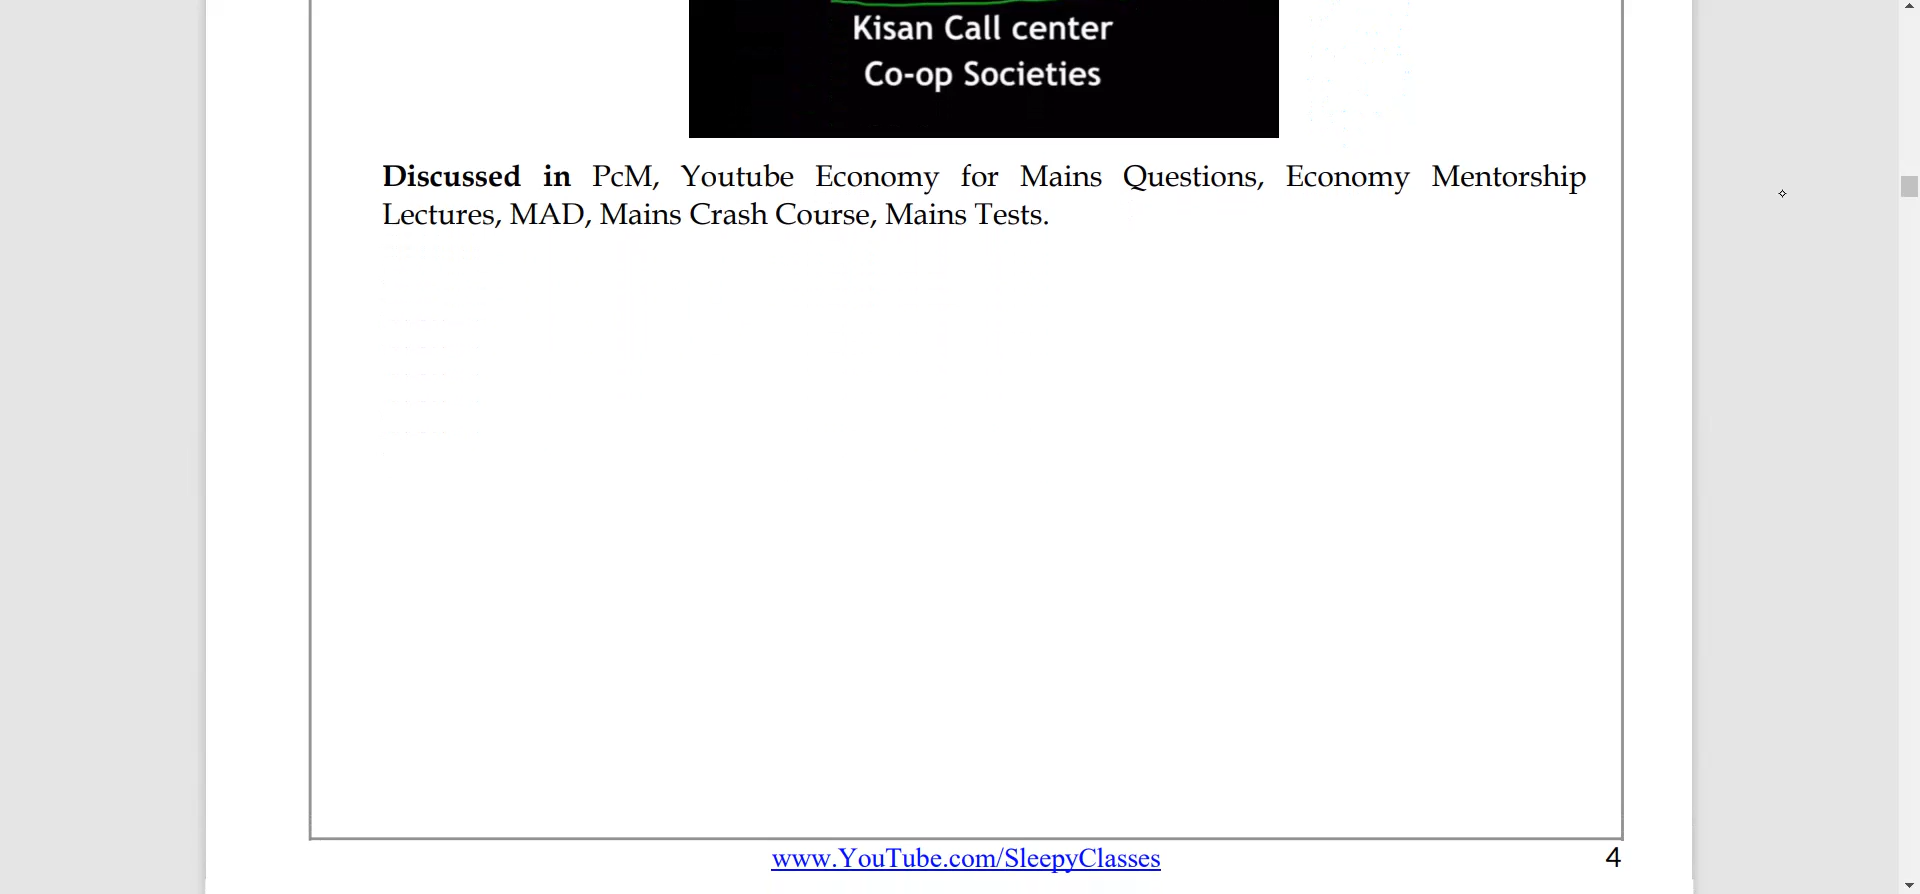 Kisan Call center
Co-op Societies
Discussed in PcM, Youtube Economy for Mains Questions, Economy Mentorship
Lectures, MAD, Mains Crash Course, Mains Tests.
www.YouTube.com/SleepyClasses
4